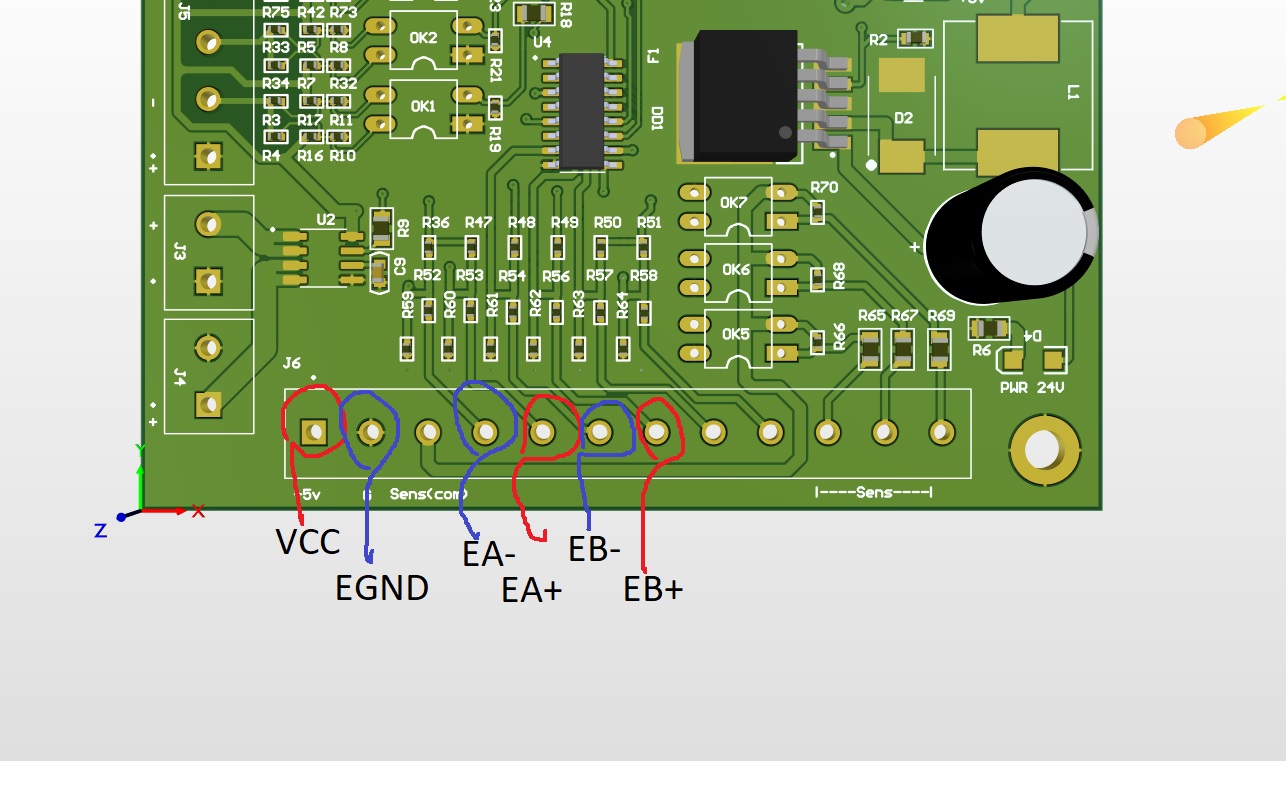 J5
R75 R42 R73
R33 R5 R8
R34 R7 R32
R3 R17 R11
R4 R16 R10
OK2
OK1
R21
R19
R18
U4
F1
DD1
R2
D2
L1
J3
U2
R9
C9
R36 R47 R48 R49 R50 R51
R52 R53 R54 R56 R57 R58
R59 R60 R61 R62 R63 R64
OK7
OK6
OK5
R70
R68
R66
R65 R67 R69
R6
D4
PWR 24V
J4
J6
Sens(com)
|----Sens----|
Y
X
Z
VCC
EGND
EA-
EA+
EB-
EB+